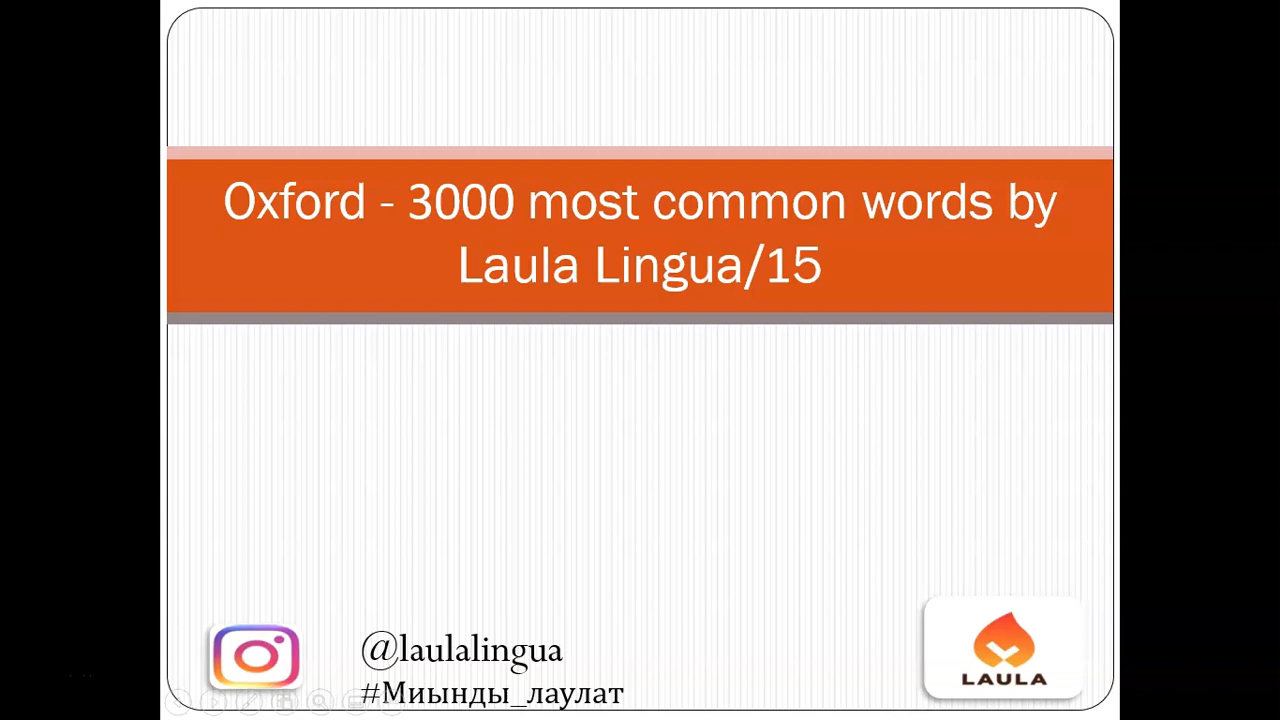 Oxford - 3000 most common words by
Laula Lingua/15
@laulalingua
#Миынды_лаулат
LAULA